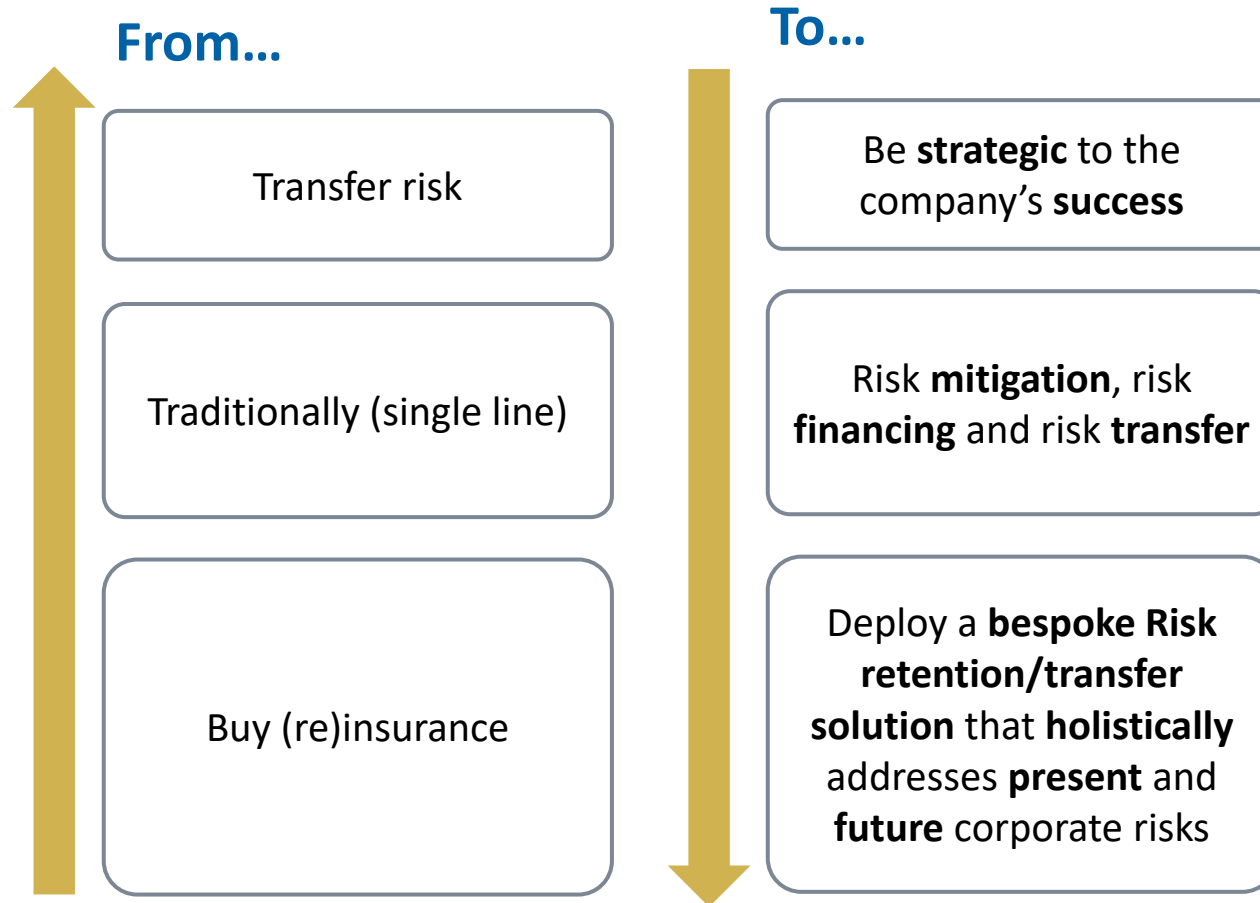 From…
Transfer risk
Traditionally (single line)
Buy (re)insurance
To…
Be strategic to the
company’s success
Risk mitigation, risk
financing and risk transfer
Deploy a bespoke Risk
retention/transfer
solution that holistically
addresses present and
future corporate risks